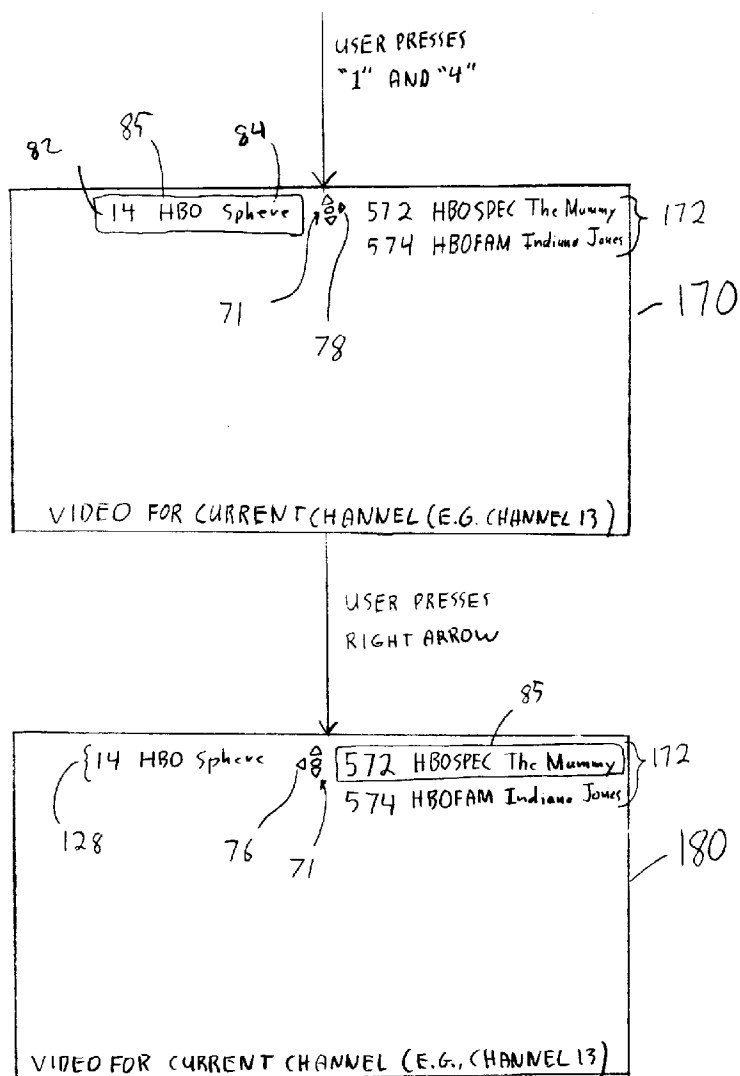 USER PRESSES
"1" AND "4"
82
85
84
14 HBO Sphere
572 HBOSPEC The Mummy
574 HBOFAM Indiana Jones
172
71
78
170
VIDEO FOR CURRENT CHANNEL (E.G. CHANNEL 13)
USER PRESSES
RIGHT ARROW
85
14 HBO Sphere
572 HBOSPEC The Mummy
574 HBOFAM Indiana Jones
172
128
76
71
180
VIDEO FOR CURRENT CHANNEL (E.G., CHANNEL 13)